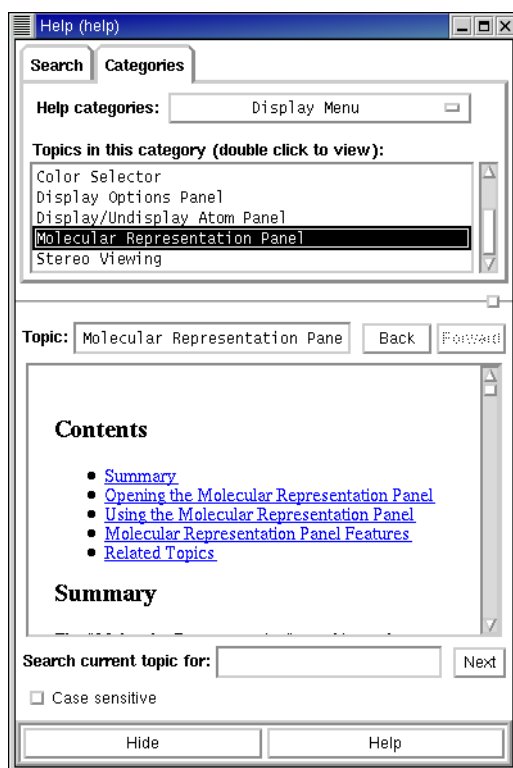 Help (help)
Search Categories
Help categories: Display Menu
Topics in this category (double click to view):
Color Selector
Display Options Panel
Display/Undisplay Atom Panel
Molecular Representation Panel
Stereo Viewing
Topic: Molecular Representation Pane Back Forward
Contents
Summary
Opening the Molecular Representation Panel
Using the Molecular Representation Panel
Molecular Representation Panel Features
Related Topics
Summary
Search current topic for: Next
Case sensitive
Hide Help